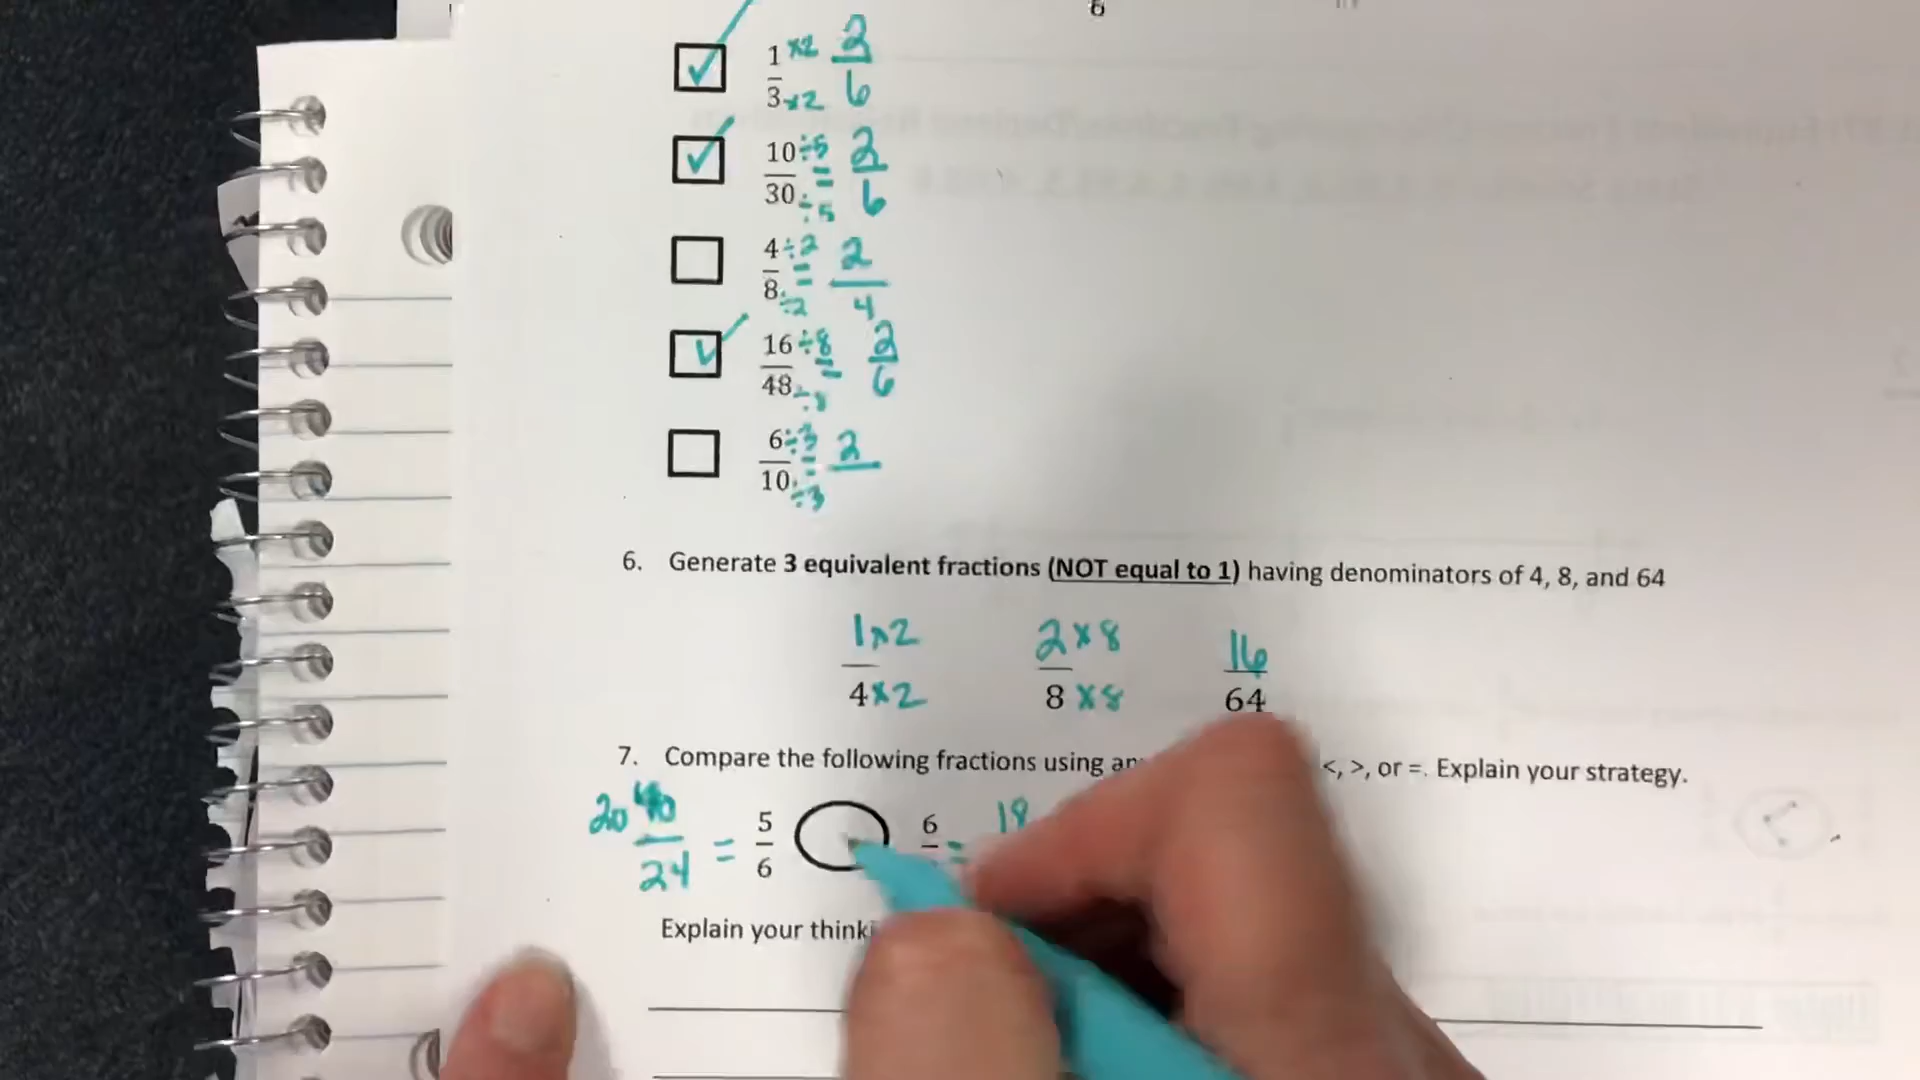 6
1 ×2 2
3 ×2 6
10 ÷5 = 2
30 ÷5 6
4 ÷2 = 2
8 ÷2 4
16 ÷8 = 2
48 ÷8 6
6 ÷3 = 2
10 ÷3
6. Generate 3 equivalent fractions (NOT equal to 1) having denominators of 4, 8, and 64
1×2 2×8 16
4×2 8×8 64
7. Compare the following fractions using <, >, or =. Explain your strategy.
20 5 6 = 18
24 = 6
Explain your